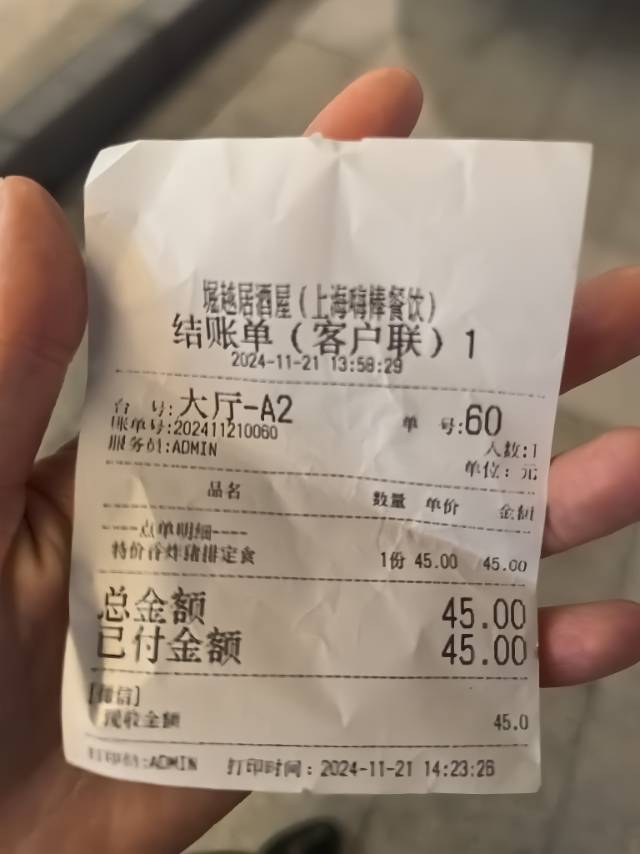 堀越居酒屋(上海嗨棒餐饮)
结账单(客户联)1
2024-11-21 13:58:29
台 号:大厅-A2 单 号:60
账单号:202411210060 人数:1
服务员:ADMIN 单位: 元
品名 数量 单价 金额
----点单明细----
特价香炸猪排定食 1份 45.00 45.00
总金额 45.00
已付金额 45.00
[微信]
实收金额 45.0
打印员:ADMIN 打印时间: 2024-11-21 14:23:26